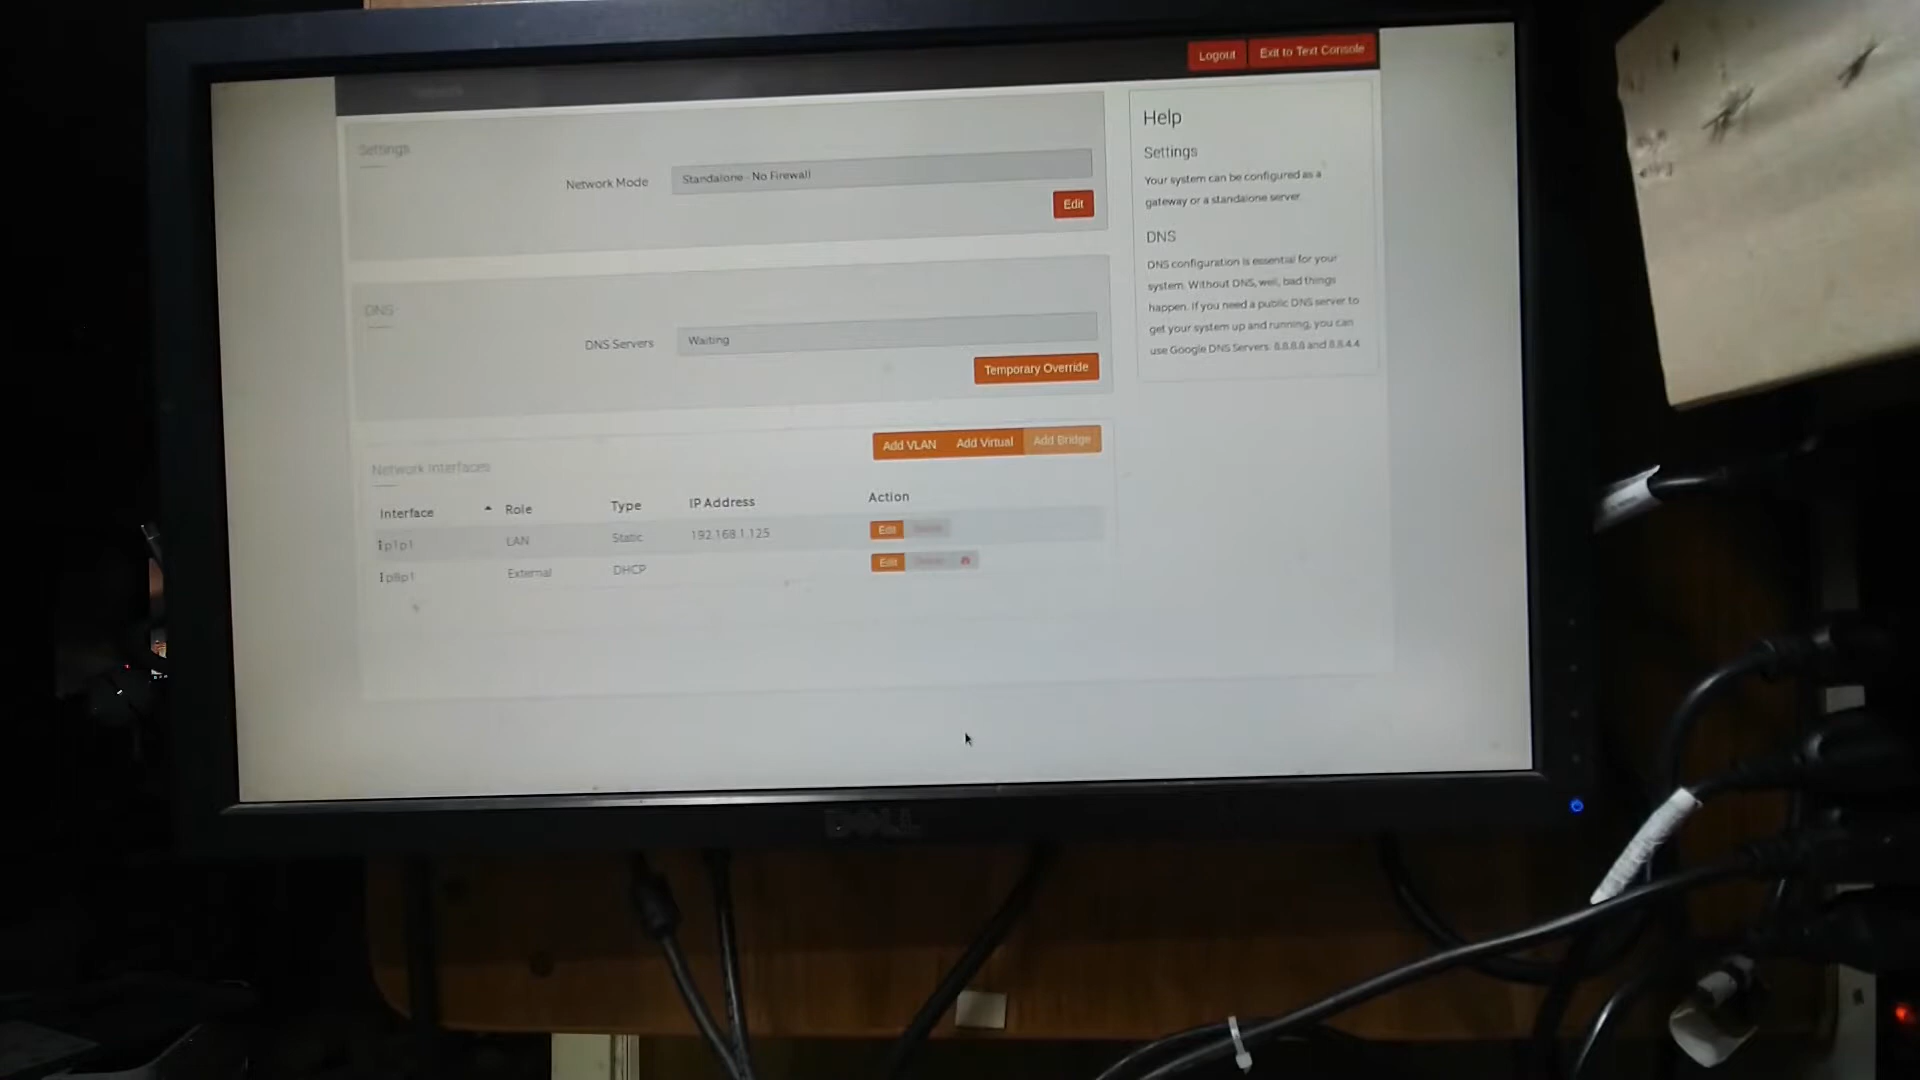 Logout Exit to Text Console
Network
Settings
Network Mode Standalone - No Firewall
Edit
DNS
DNS Servers Waiting
Temporary Override
Add VLAN Add Virtual Add Bridge
Network Interfaces
Interface Role Type IP Address Action
p1p1 LAN Static 192.168.1.125 Edit Delete
External DHCP Edit Delete
Help
Settings
Your system can be configured as a
gateway or a standalone server
DNS
DNS configuration is essential for your
system. Without DNS, well, bad things
happen. If you need a public DNS server to
get your system up and running, you can
use Google DNS Servers: 8.8.8.8 and 8.8.4.4
DELL